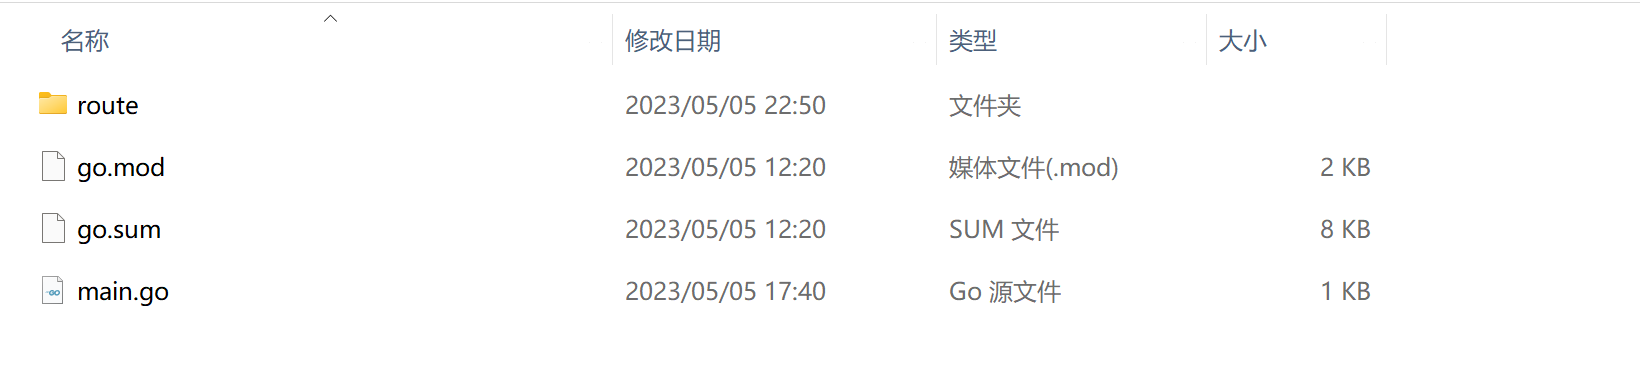 名称 修改日期 类型 大小
route 2023/05/05 22:50 文件夹
go.mod 2023/05/05 12:20 媒体文件(.mod) 2 KB
go.sum 2023/05/05 12:20 SUM 文件 8 KB
main.go 2023/05/05 17:40 Go 源文件 1 KB